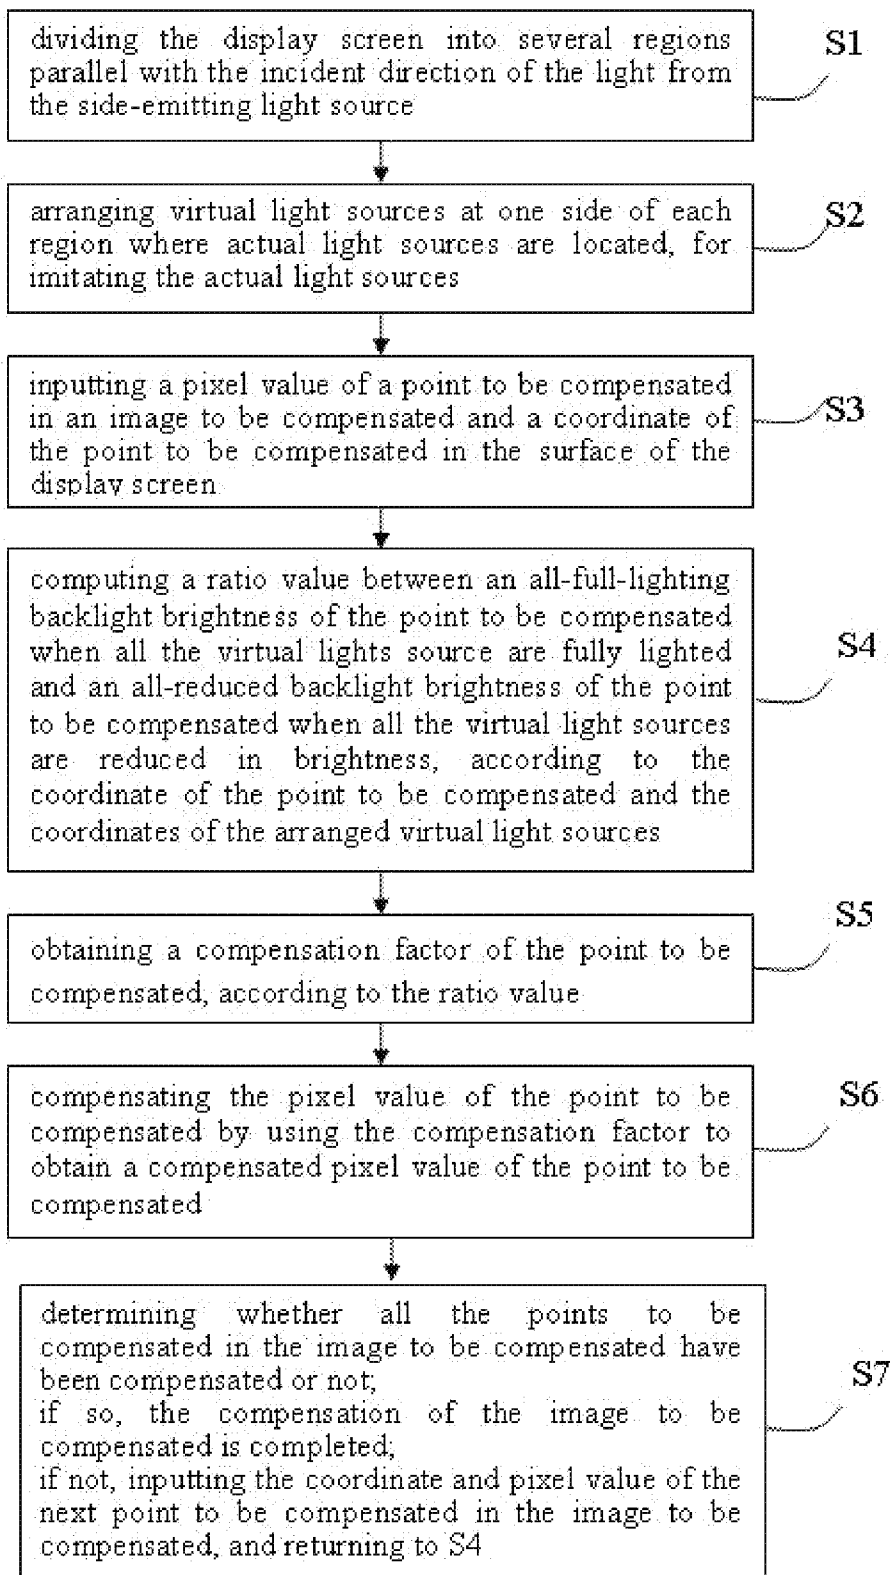 dividing the display screen into several regions
parallel with the incident direction of the light from
the side-emitting light source
S1
arranging virtual light sources at one side of each
region where actual light sources are located, for
imitating the actual light sources
S2
inputting a pixel value of a point to be compensated
in an image to be compensated and a coordinate of
the point to be compensated in the surface of the
display screen
S3
computing a ratio value between an all-full-lighting
backlight brightness of the point to be compensated
when all the virtual lights source are fully lighted
and an all-reduced backlight brightness of the point
to be compensated when all the virtual light sources
are reduced in brightness, according to the
coordinate of the point to be compensated and the
coordinates of the arranged virtual light sources
S4
obtaining a compensation factor of the point to be
compensated, according to the ratio value
S5
compensating the pixel value of the point to be
compensated by using the compensation factor to
obtain a compensated pixel value of the point to be
compensated
S6
determining whether all the points to be
compensated in the image to be compensated have
been compensated or not;
if so, the compensation of the image to be
compensated is completed;
if not, inputting the coordinate and pixel value of the
next point to be compensated in the image to be
compensated, and returning to S4
S7